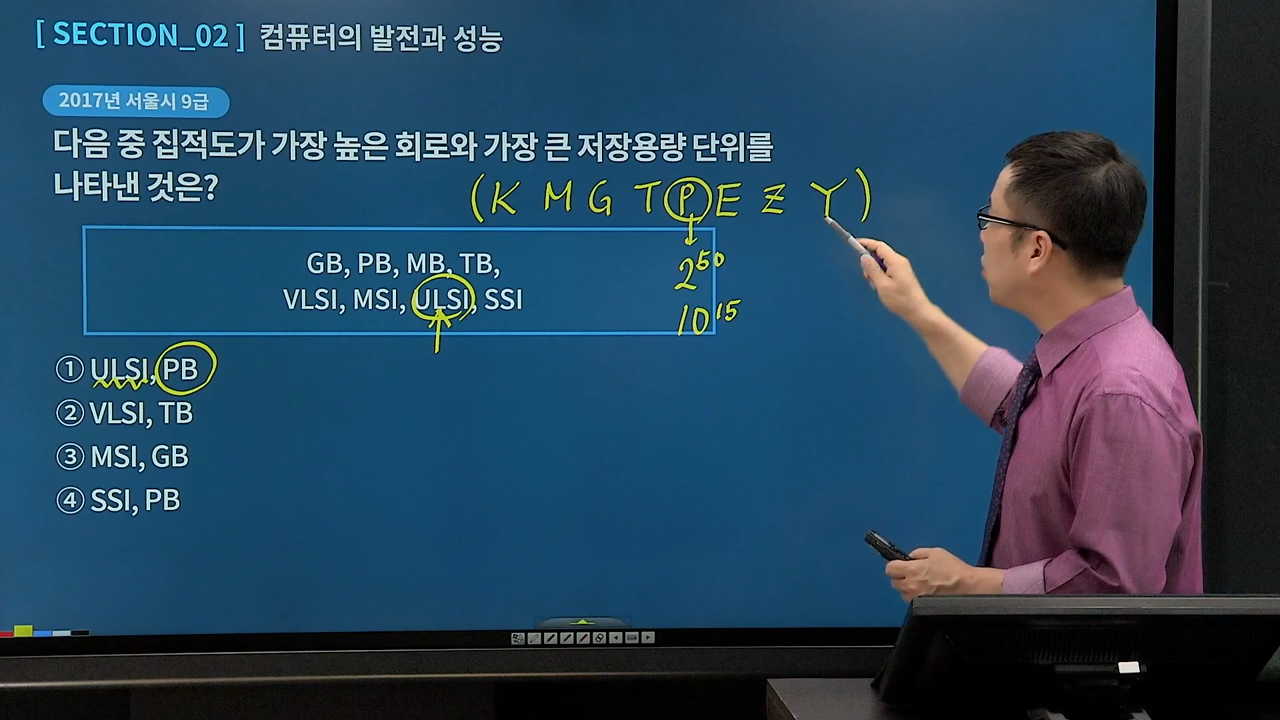 [ SECTION_02 ] 컴퓨터의 발전과 성능
2017년 서울시 9급
다음 중 집적도가 가장 높은 회로와 가장 큰 저장용량 단위를
나타낸 것은?
(K M G T P E Z Y)
GB, PB, MB, TB,
VLSI, MSI, ULSI, SSI
2^50
10^15
① ULSI, PB
② VLSI, TB
③ MSI, GB
④ SSI, PB